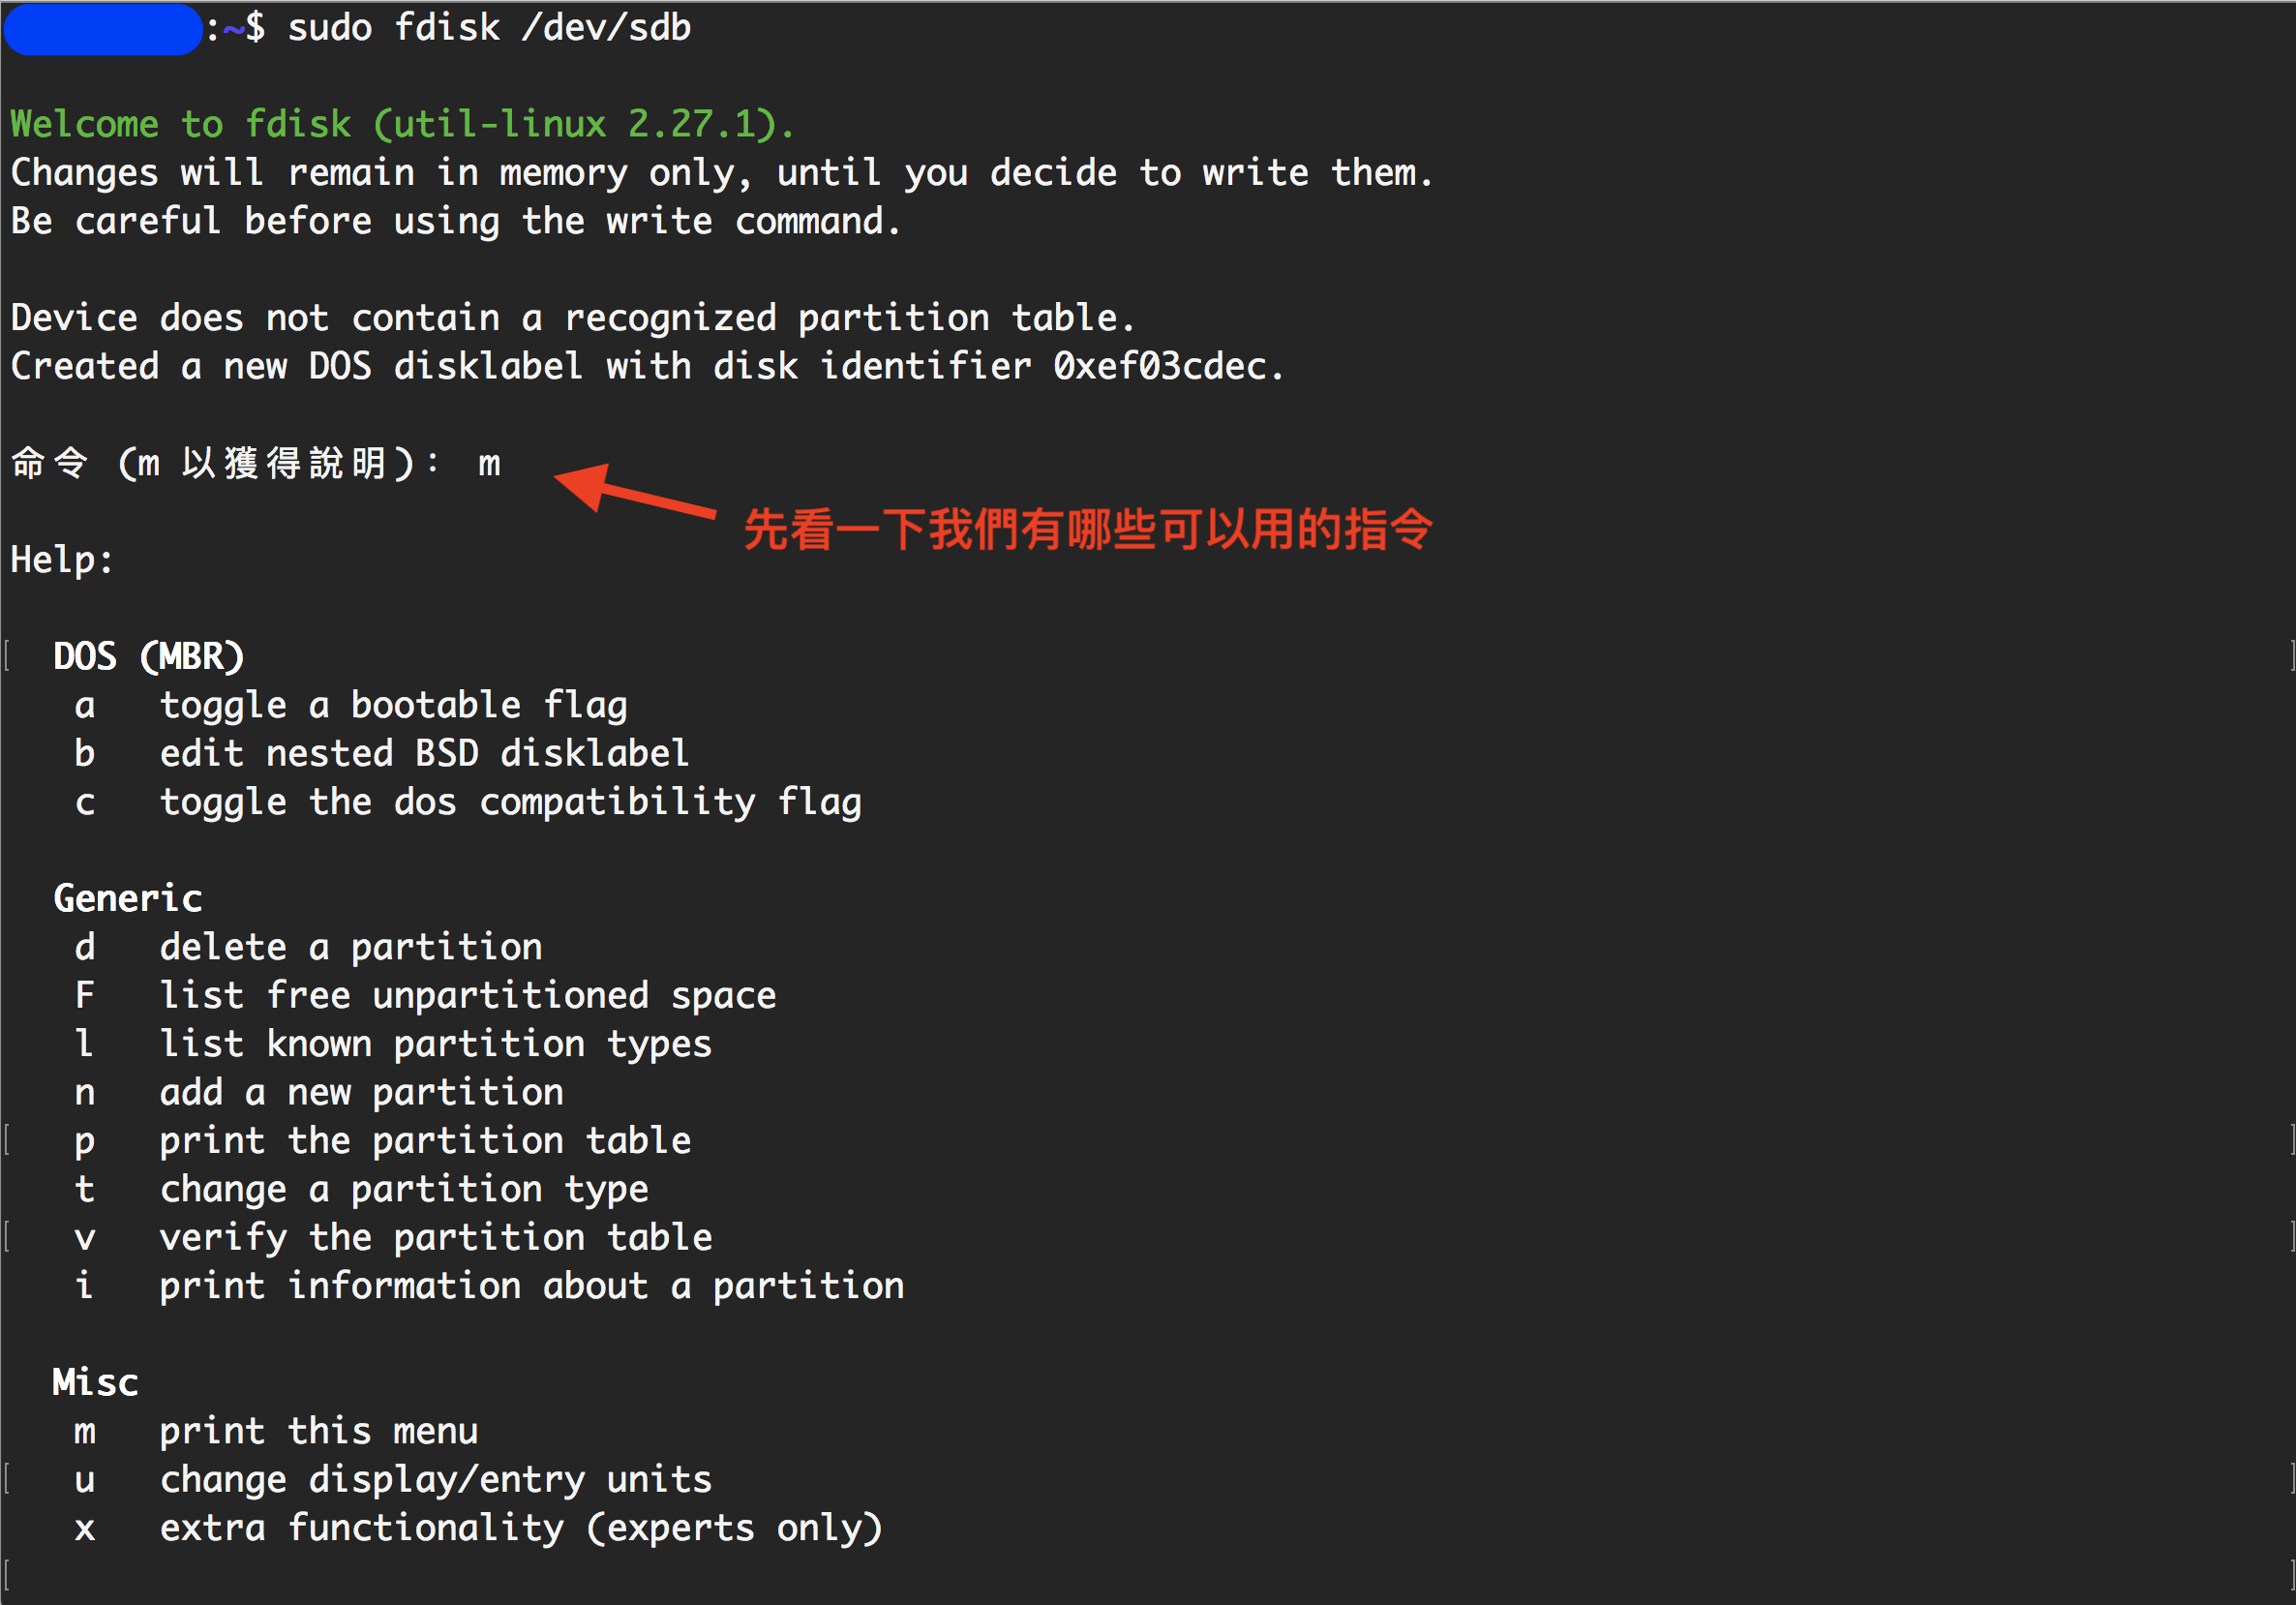 :~$ sudo fdisk /dev/sdb
Welcome to fdisk (util-linux 2.27.1).
Changes will remain in memory only, until you decide to write them.
Be careful before using the write command.
Device does not contain a recognized partition table.
Created a new DOS disklabel with disk identifier 0xef03cdec.
命令 (m 以獲得說明)： m
先看一下我們有哪些可以用的指令
Help:
DOS (MBR)
a   toggle a bootable flag
b   edit nested BSD disklabel
c   toggle the dos compatibility flag
Generic
d   delete a partition
F   list free unpartitioned space
l   list known partition types
n   add a new partition
p   print the partition table
t   change a partition type
v   verify the partition table
i   print information about a partition
Misc
m   print this menu
u   change display/entry units
x   extra functionality (experts only)